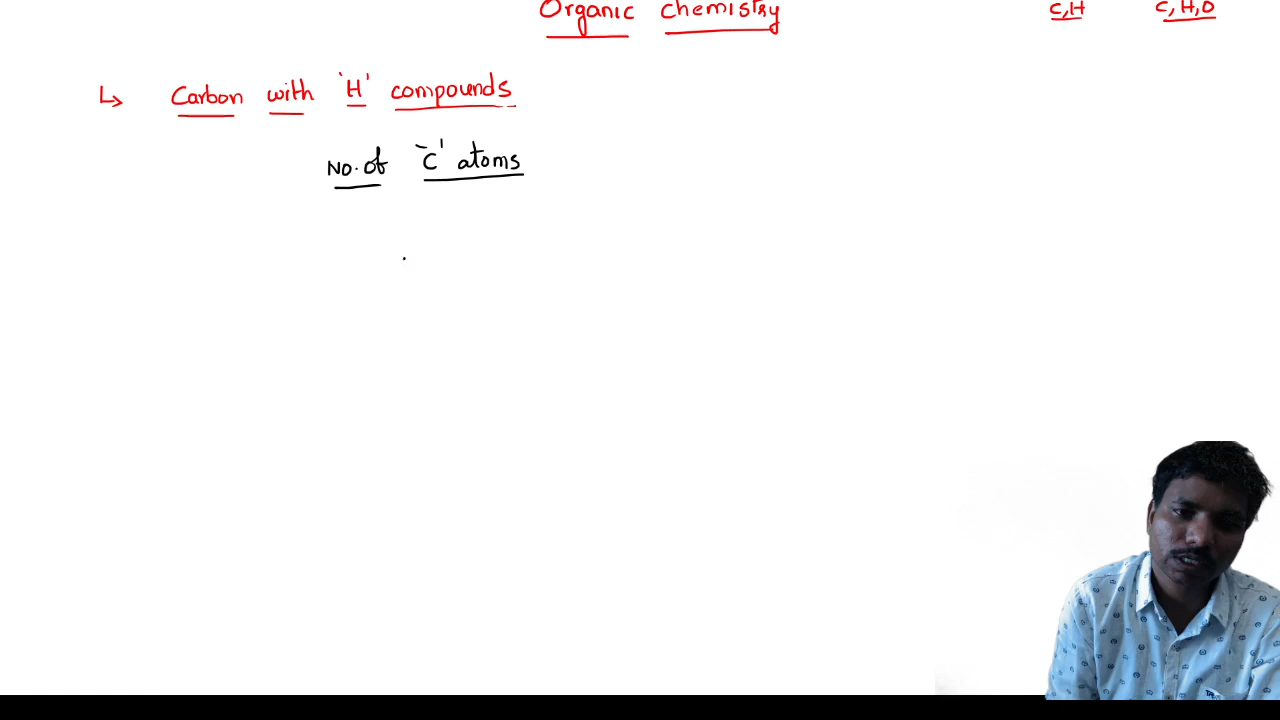 Organic chemistry C,H C,H,O
↳ Carbon with 'H' compounds
No. of 'C' atoms